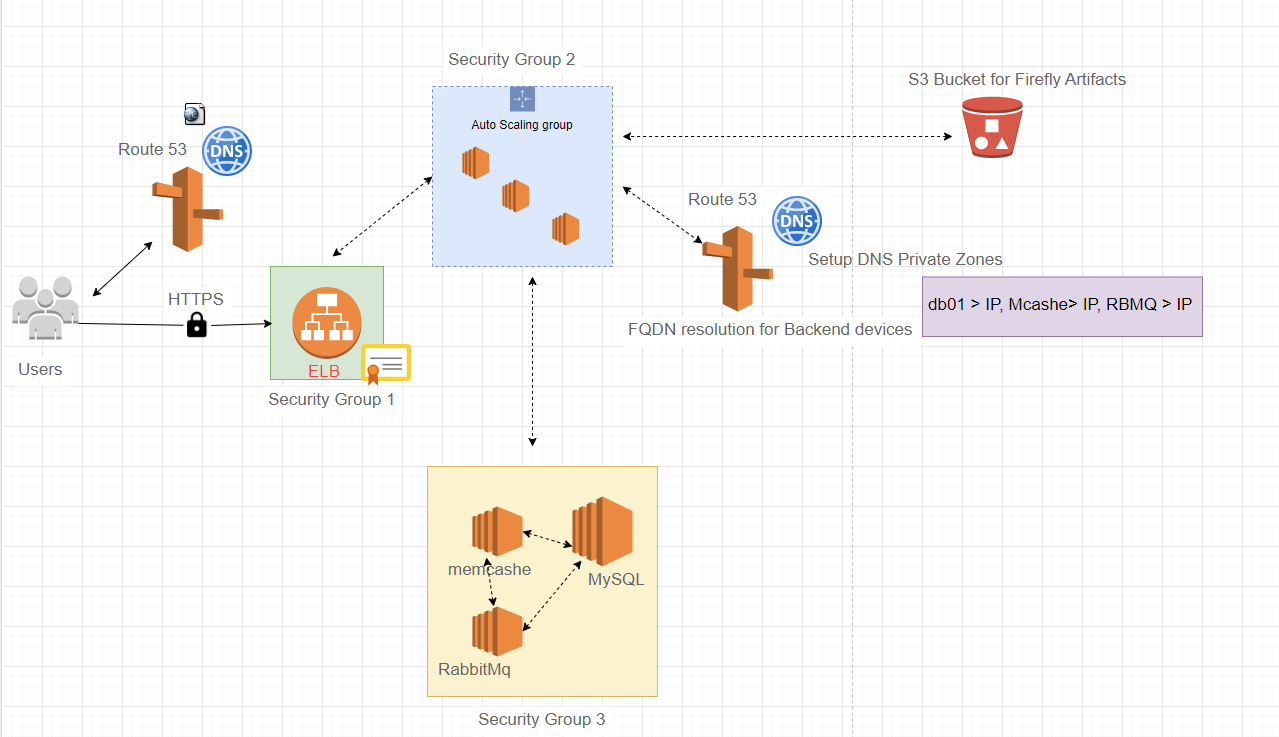 Security Group 2
S3 Bucket for Firefly Artifacts
Auto Scaling group
Route 53
DNS
Route 53
DNS
Setup DNS Private Zones
HTTPS
db01 > IP, Mcashe> IP, RBMQ > IP
FQDN resolution for Backend devices
Users
ELB
Security Group 1
memcashe
MySQL
RabbitMq
Security Group 3